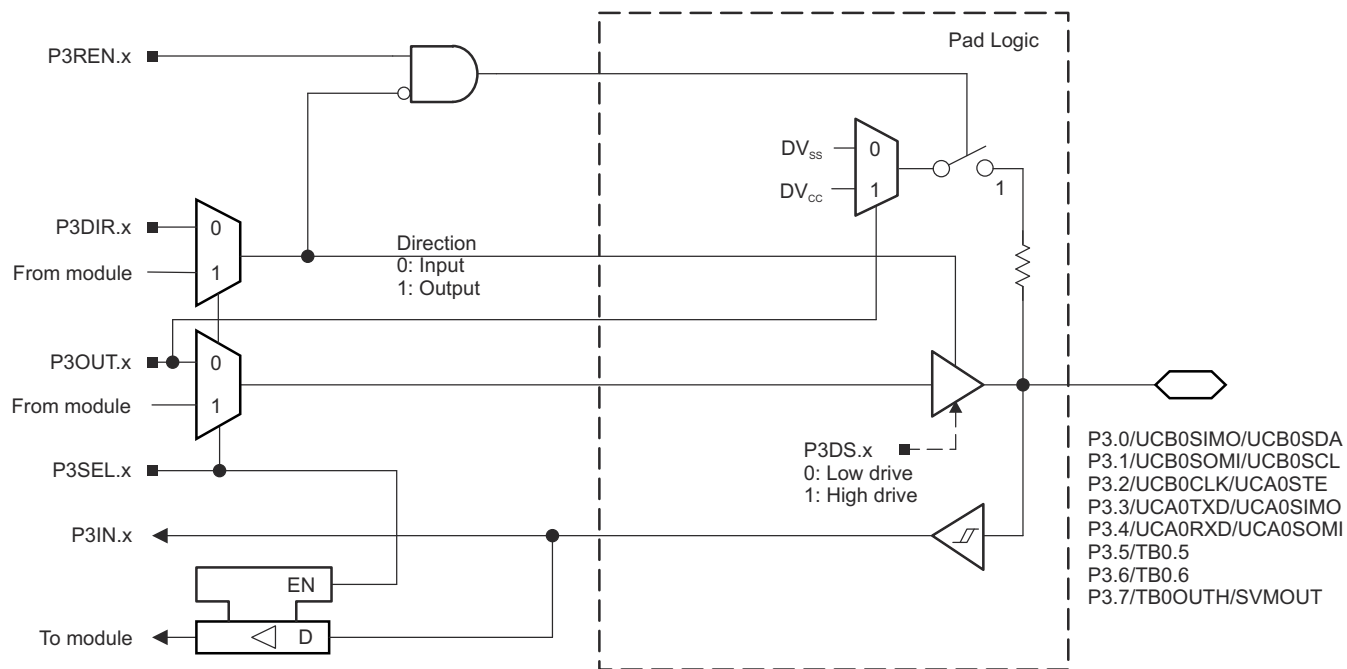 Pad Logic
P3REN.x
DVSS
0
DVCC
1
1
P3DIR.x
0
From module
1
Direction
0: Input
1: Output
P3OUT.x
0
From module
1
P3DS.x
0: Low drive
1: High drive
P3SEL.x
P3IN.x
EN
To module
D
P3.0/UCB0SIMO/UCB0SDA
P3.1/UCB0SOMI/UCB0SCL
P3.2/UCB0CLK/UCA0STE
P3.3/UCA0TXD/UCA0SIMO
P3.4/UCA0RXD/UCA0SOMI
P3.5/TB0.5
P3.6/TB0.6
P3.7/TB0OUTH/SVMOUT